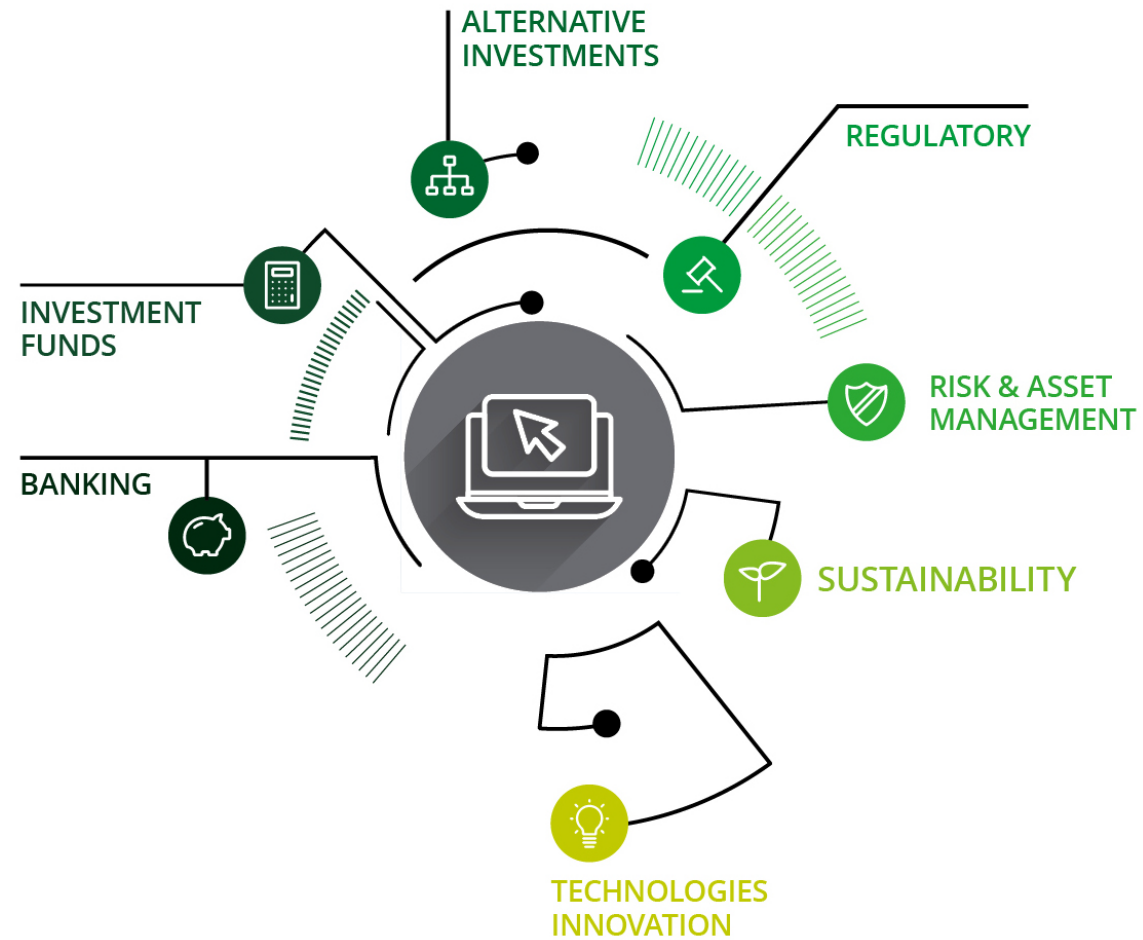 ALTERNATIVE
INVESTMENTS
REGULATORY
INVESTMENT
FUNDS
RISK & ASSET
MANAGEMENT
BANKING
SUSTAINABILITY
TECHNOLOGIES
INNOVATION